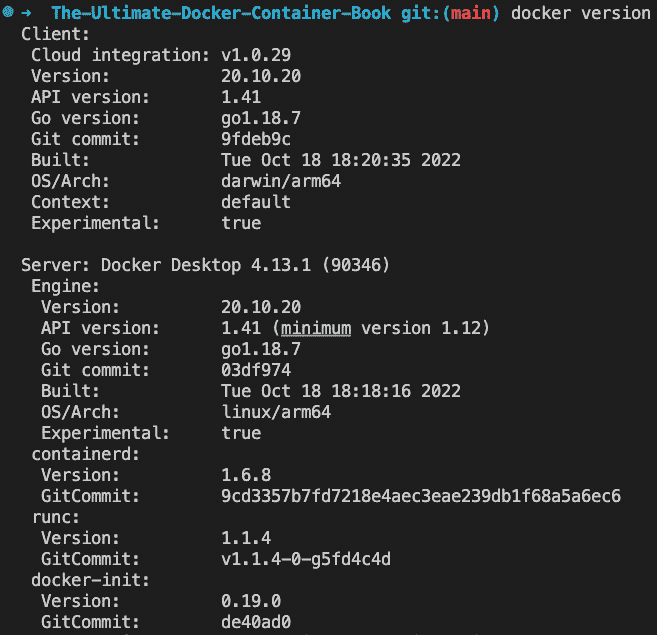 → The-Ultimate-Docker-Container-Book git:(main) docker version
Client:
 Cloud integration: v1.0.29
 Version:           20.10.20
 API version:       1.41
 Go version:        go1.18.7
 Git commit:        9fdeb9c
 Built:             Tue Oct 18 18:20:35 2022
 OS/Arch:           darwin/arm64
 Context:           default
 Experimental:      true

Server: Docker Desktop 4.13.1 (90346)
 Engine:
  Version:          20.10.20
  API version:      1.41 (minimum version 1.12)
  Go version:       go1.18.7
  Git commit:       03df974
  Built:            Tue Oct 18 18:18:16 2022
  OS/Arch:          linux/arm64
  Experimental:     true
 containerd:
  Version:          1.6.8
  GitCommit:        9cd3357b7fd7218e4aec3eae239db1f68a5a6ec6
 runc:
  Version:          1.1.4
  GitCommit:        v1.1.4-0-g5fd4c4d
 docker-init:
  Version:          0.19.0
  GitCommit:        de40ad0